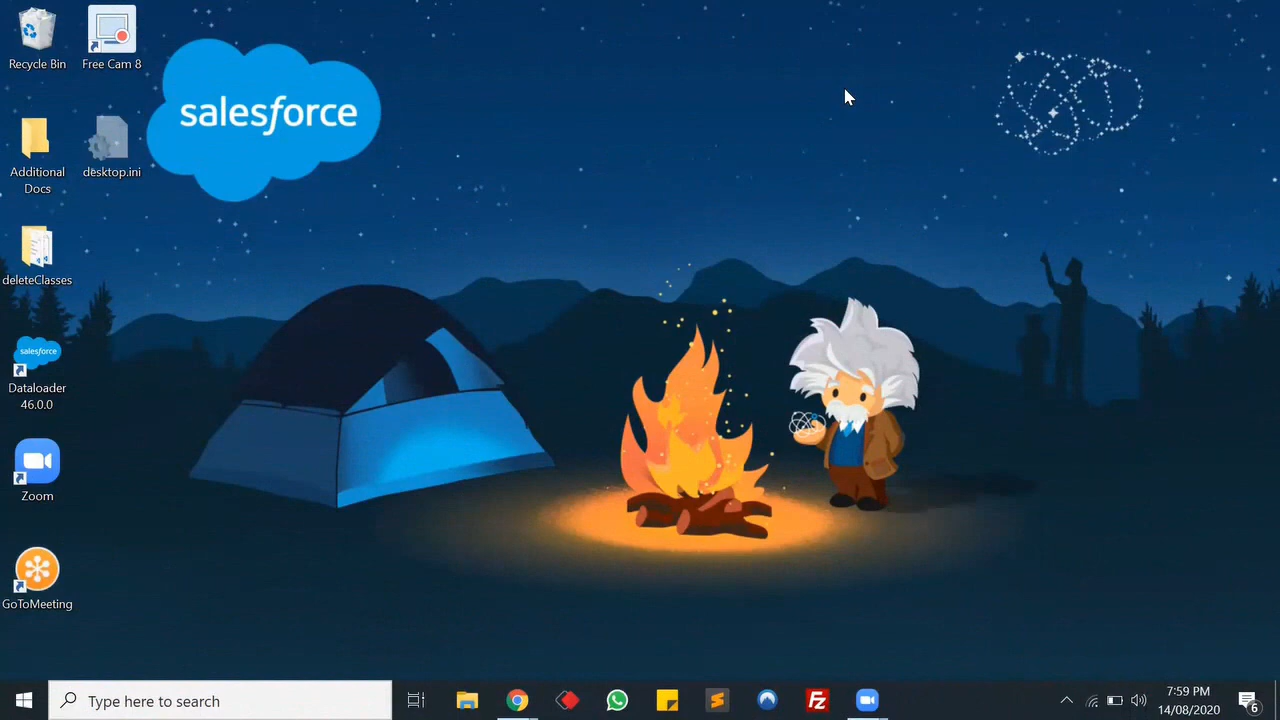 Recycle Bin
Free Cam 8
salesforce
Additional
Docs
desktop.ini
deleteClasses
salesforce
Dataloader
46.0.0
Zoom
GoToMeeting
Type here to search
Fz
7:59 PM
14/08/2020
6